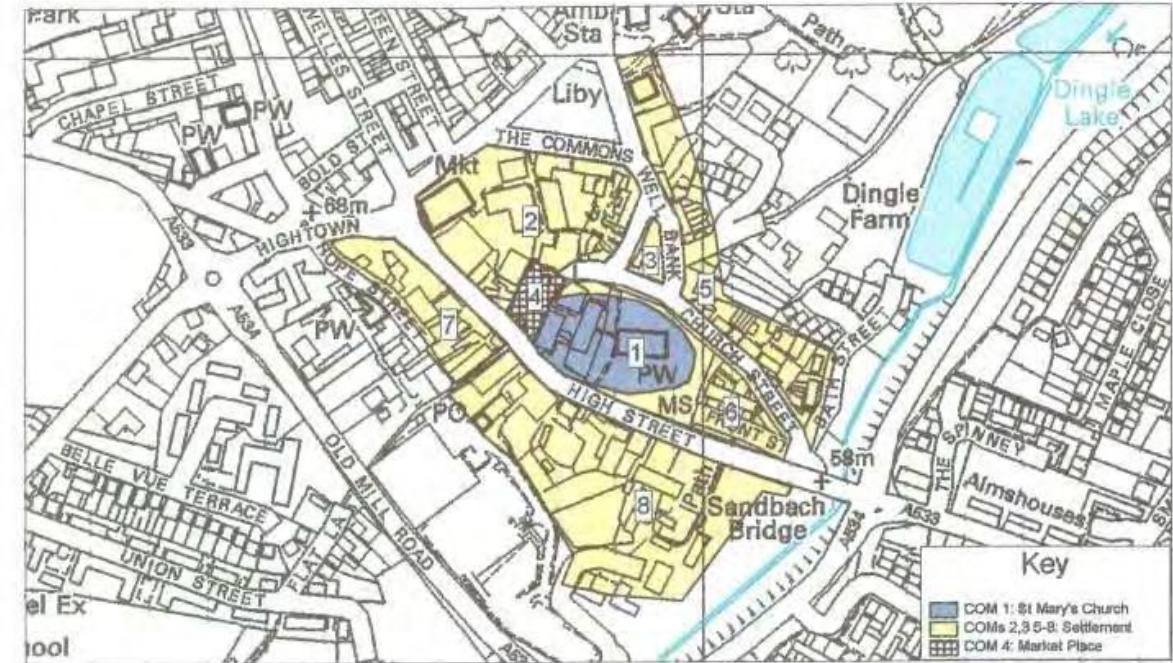 Park
Amb
Sta
Sta
Path
Liby
CHAPEL STREET
PW
PW
WELLES STREET
BOLD ST
THE COMMONS
Mkt
WELL
BANK
Dingle
Lake
Dingle
Farm
68m
HIGHTOWN
A533
HOPE STREET
2
3
4
5
7
1
PW
PW
CHURCH STREET
BATH STREET
MAPLE CLOSE
A534
PO
HIGH STREET
MS
6
FRONT ST
58m
THE SPINNEY
Path
Sandbach
Bridge
8
Almshouses
A533
A534
BELLE VUE TERRACE
OLD MILL ROAD
UNION STREET
el Ex
hool
Key
COM 1: St Mary's Church
COMs 2,3 5-8: Settlement
COM 4: Market Place